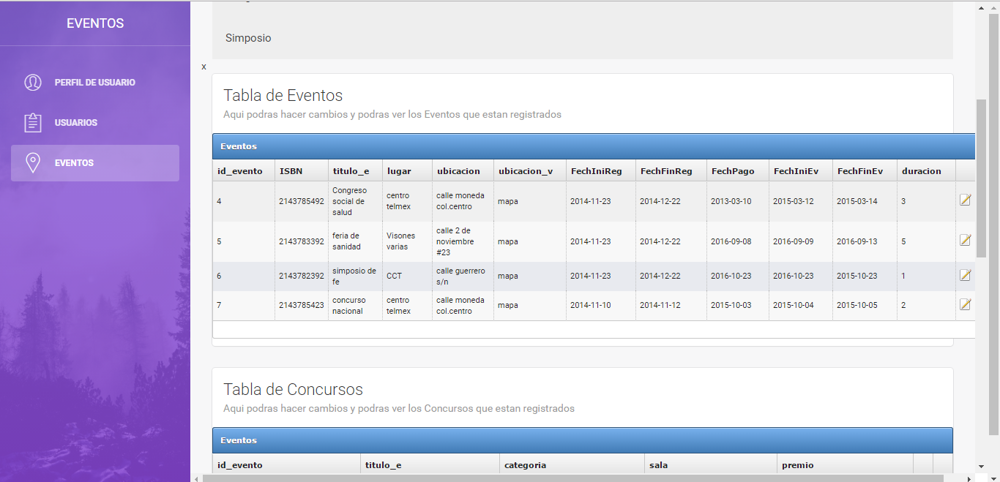 EVENTOS
PERFIL DE USUARIO
USUARIOS
EVENTOS
Simposio
x
Tabla de Eventos
Aqui podras hacer cambios y podras ver los Eventos que estan registrados
Eventos
id_evento ISBN titulo_e lugar ubicacion ubicacion_v FechIniReg FechFinReg FechPago FechIniEv FechFinEv duracion
4 2143785492 Congreso social de salud centro telmex calle moneda col.centro mapa 2014-11-23 2014-12-22 2013-03-10 2015-03-12 2015-03-14 3
5 2143783392 feria de sanidad Visones varias calle 2 de noviembre #23 mapa 2014-11-23 2014-12-22 2016-09-08 2016-09-09 2016-09-13 5
6 2143782392 simposio de fe CCT calle guerrero s/n mapa 2014-11-23 2014-12-22 2016-10-23 2016-10-23 2015-10-23 1
7 2143785423 concurso nacional centro telmex calle moneda col.centro mapa 2014-11-10 2014-11-12 2015-10-03 2015-10-04 2015-10-05 2
Tabla de Concursos
Aqui podras hacer cambios y podras ver los Concursos que estan registrados
Eventos
id_evento titulo_e categoria sala premio